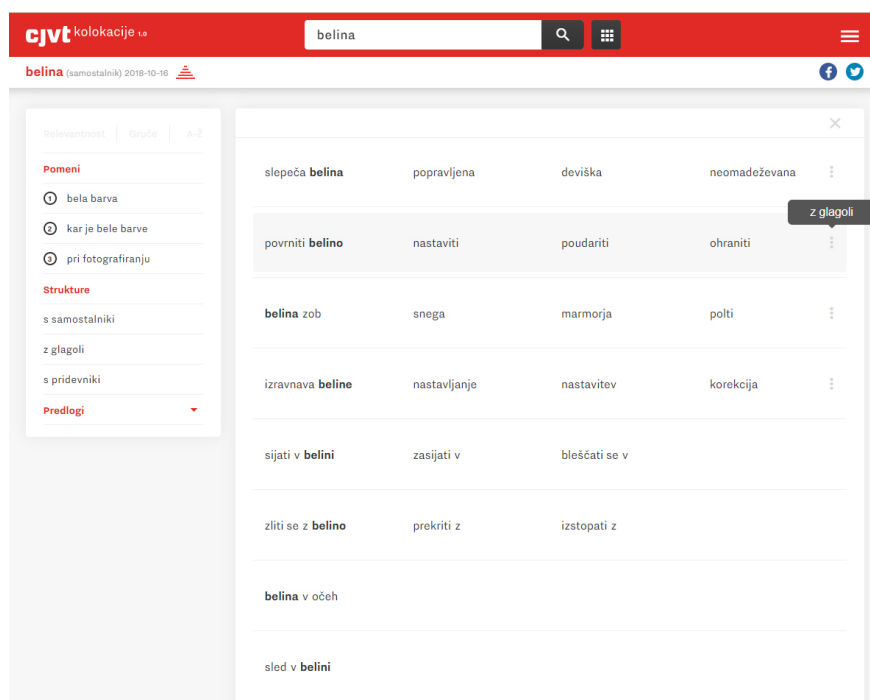 cjvt kolokacije 1.0
belina
belina (samostalnik) 2018-10-16
Relevantnost Gruče A-Ž
Pomeni
1 bela barva
2 kar je bele barve
3 pri fotografiranju
Strukture
s samostalniki
z glagoli
s pridevniki
Predlogi
slepeča belina popravljena deviška neomadeževana
z glagoli
povrniti belino nastaviti poudariti ohraniti
belina zob snega marmorja polti
izravnava beline nastavljanje nastavitev korekcija
sijati v belini zasijati v bleščati se v
zliti se z belino prekriti z izstopati z
belina v očeh
sled v belini